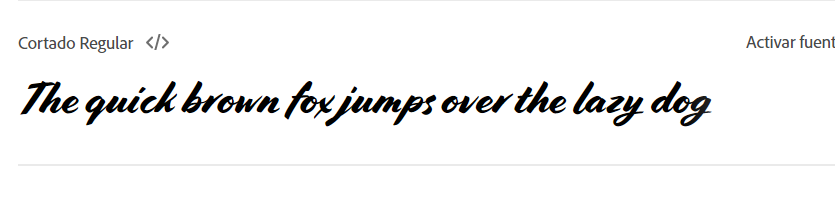 Cortado Regular </>
Activar fuent
The quick brown fox jumps over the lazy dog